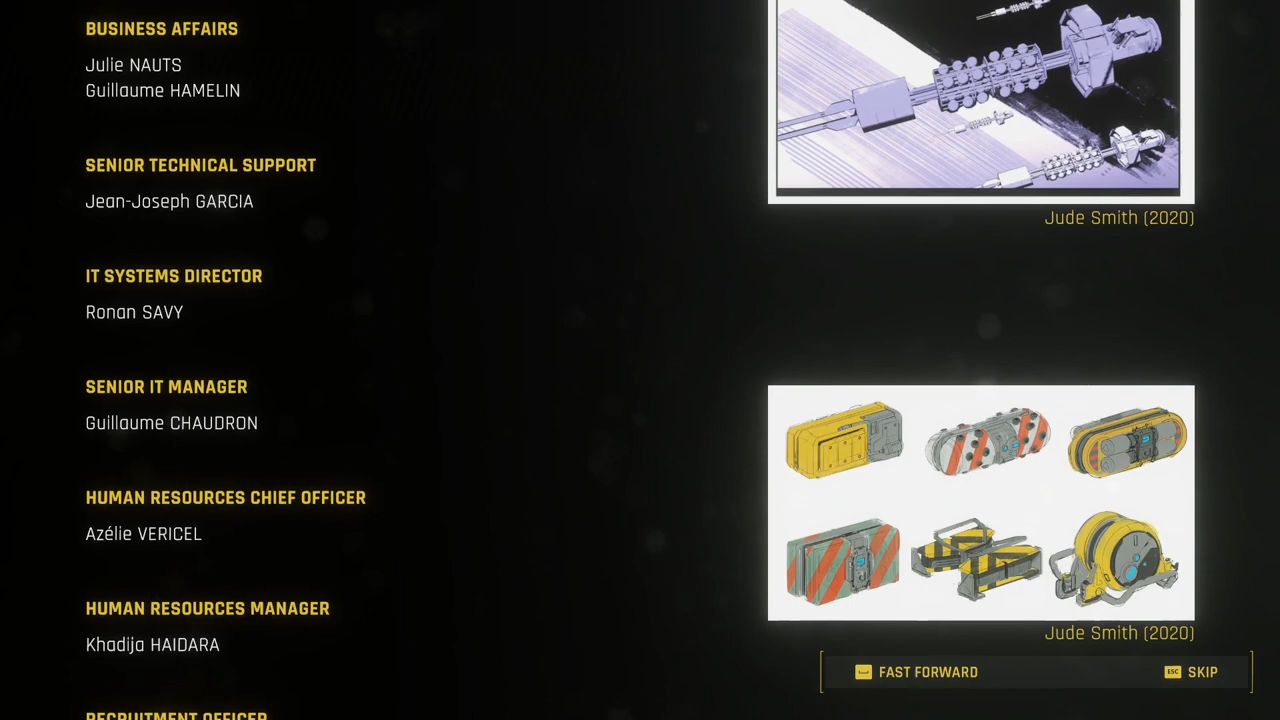 BUSINESS AFFAIRS
Julie NAUTS
Guillaume HAMELIN
SENIOR TECHNICAL SUPPORT
Jean-Joseph GARCIA
IT SYSTEMS DIRECTOR
Ronan SAVY
SENIOR IT MANAGER
Guillaume CHAUDRON
HUMAN RESOURCES CHIEF OFFICER
Azélie VERICEL
HUMAN RESOURCES MANAGER
Khadija HAIDARA
RECRUITMENT OFFICER
Jude Smith (2020)
Jude Smith (2020)
FAST FORWARD
ESC SKIP